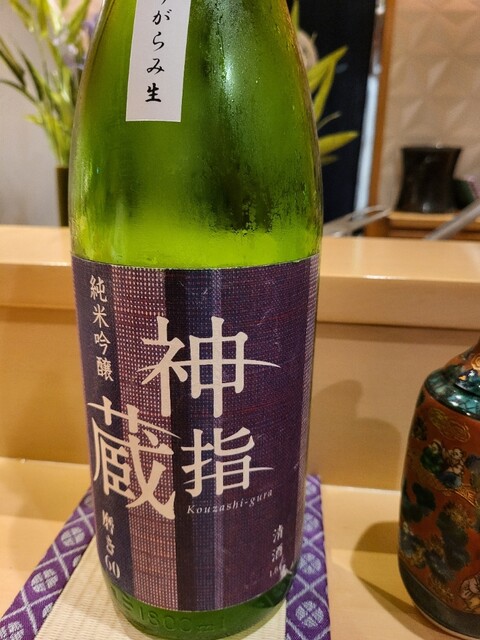 がらみ生
純米吟醸
神指
蔵
Kouzashi-gura
磨き60
清酒
1800ml